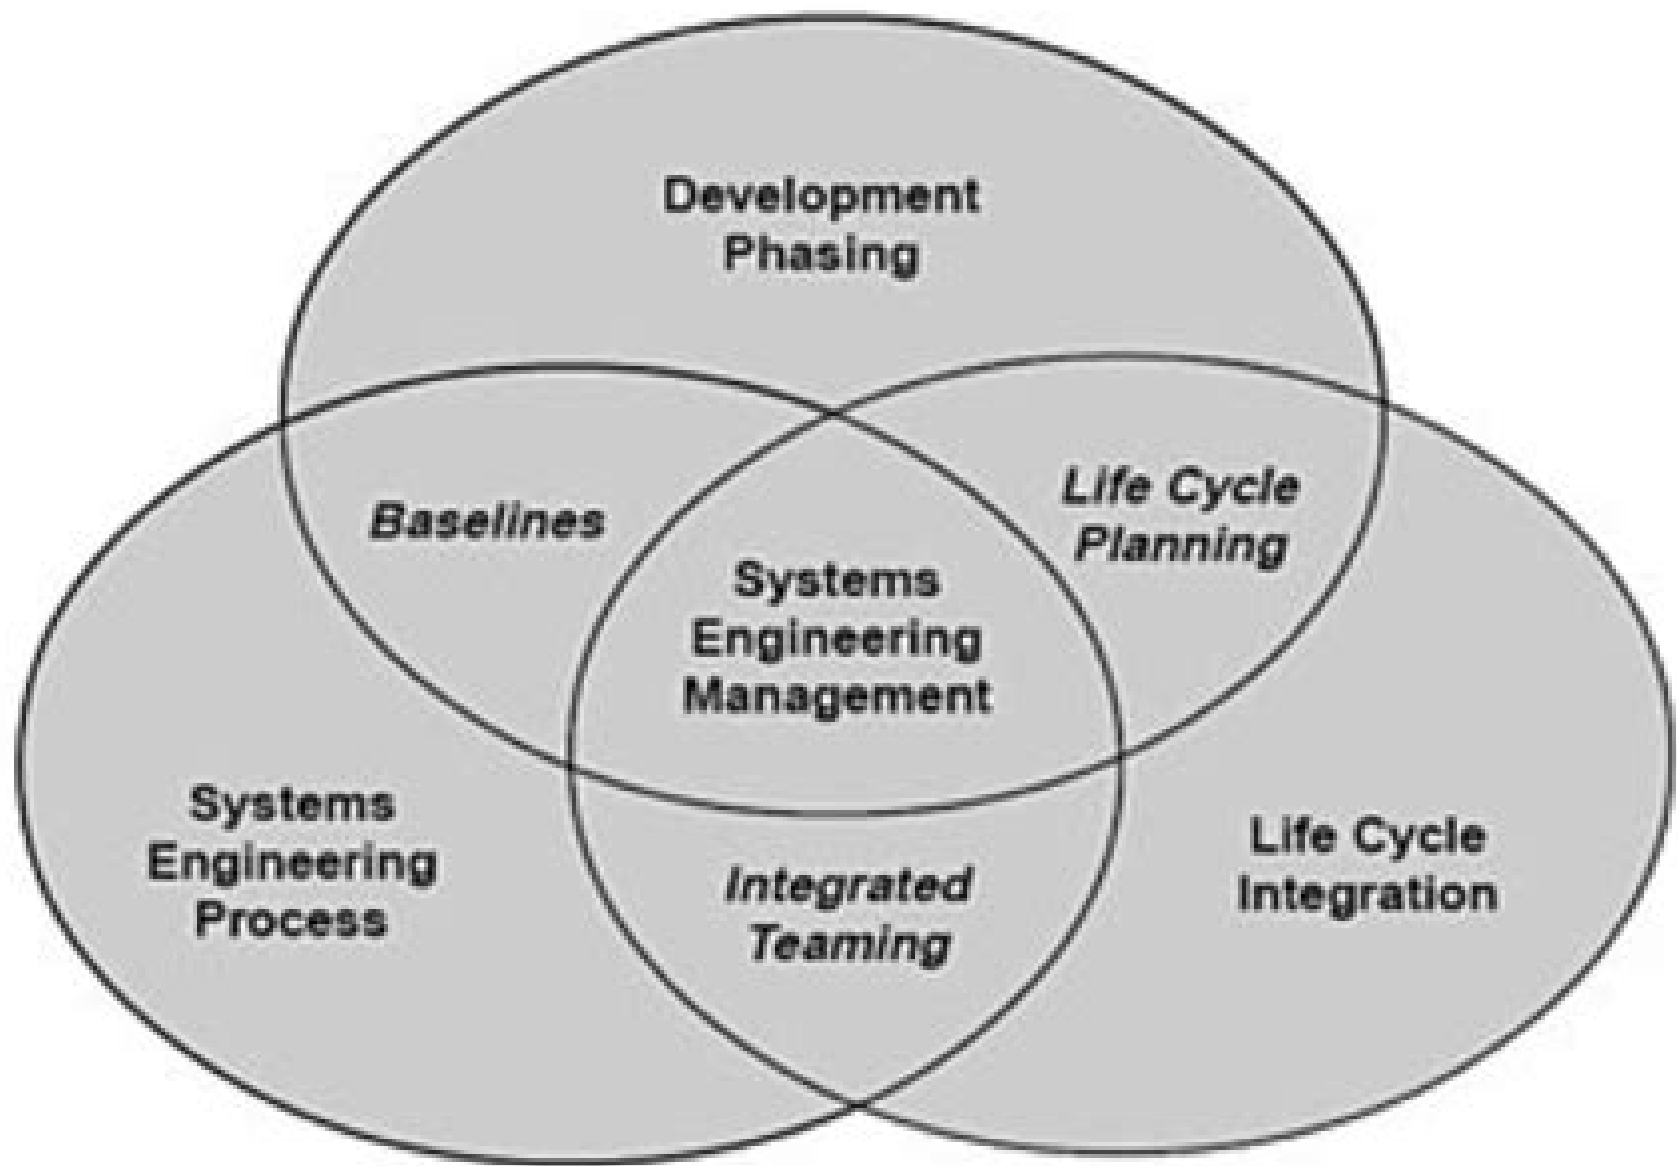 Development
Phasing
Baselines
Life Cycle
Planning
Systems
Engineering
Management
Systems
Engineering
Process
Integrated
Teaming
Life Cycle
Integration